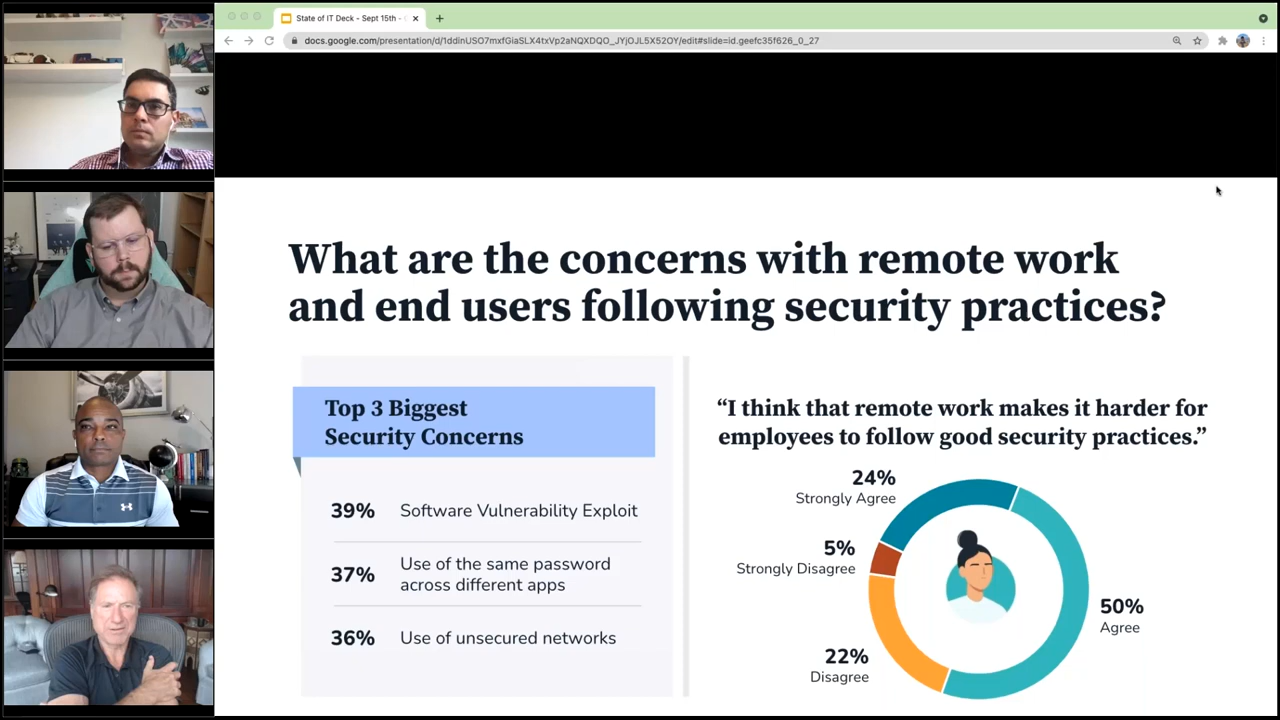 State of IT Deck - Sept 15th -
docs.google.com/presentation/d/1ddinUSO7mxfGiaSLX4txVp2aNQXDQO_JYjOJL5X52OY/edit#slide=id.geefc35f626_0_27
What are the concerns with remote work
and end users following security practices?
Top 3 Biggest
Security Concerns
39% Software Vulnerability Exploit
37% Use of the same password
across different apps
36% Use of unsecured networks
“I think that remote work makes it harder for
employees to follow good security practices.”
24%
Strongly Agree
5%
Strongly Disagree
50%
Agree
22%
Disagree